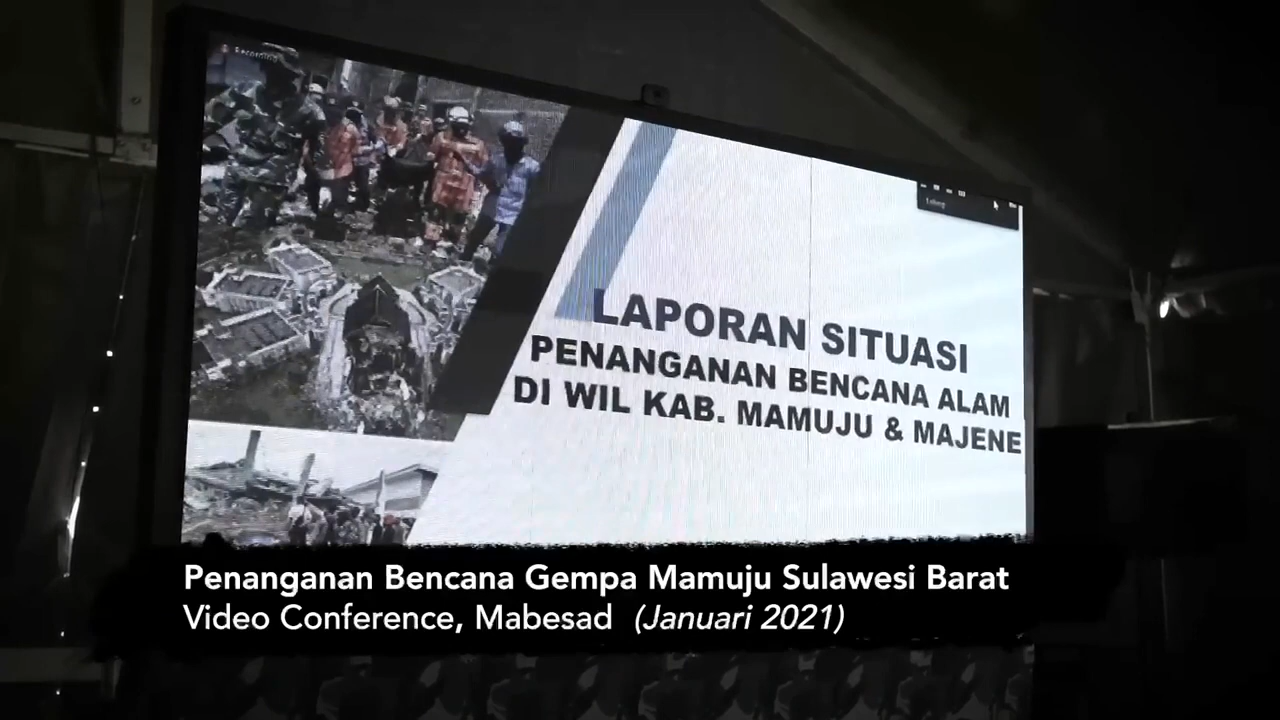 Recording
LAPORAN SITUASI
PENANGANAN BENCANA ALAM
DI WIL KAB. MAMUJU & MAJENE
Penanganan Bencana Gempa Mamuju Sulawesi Barat
Video Conference, Mabesad (Januari 2021)